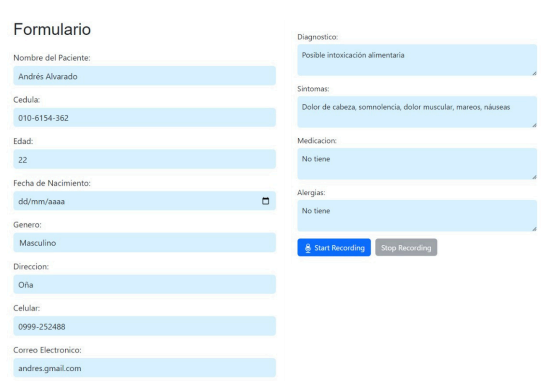 Formulario
Nombre del Paciente:
Andrés Alvarado
Cedula:
010-6154-362
Edad:
22
Fecha de Nacimiento:
dd/mm/aaaa
Genero:
Masculino
Direccion:
Oña
Celular:
0999-252488
Correo Electronico:
andres.gmail.com
Diagnostico:
Posible intoxicación alimentaria
Sintomas:
Dolor de cabeza, somnolencia, dolor muscular, mareos, náuseas
Medicacion:
No tiene
Alergias:
No tiene
Start Recording
Stop Recording